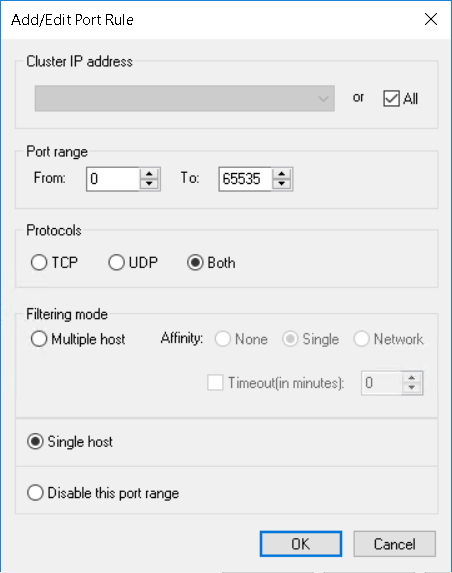 Add/Edit Port Rule
Cluster IP address
or All
Port range
From: 0 To: 65535
Protocols
TCP UDP Both
Filtering mode
Multiple host Affinity: None Single Network
Timeout(in minutes): 0
Single host
Disable this port range
OK Cancel